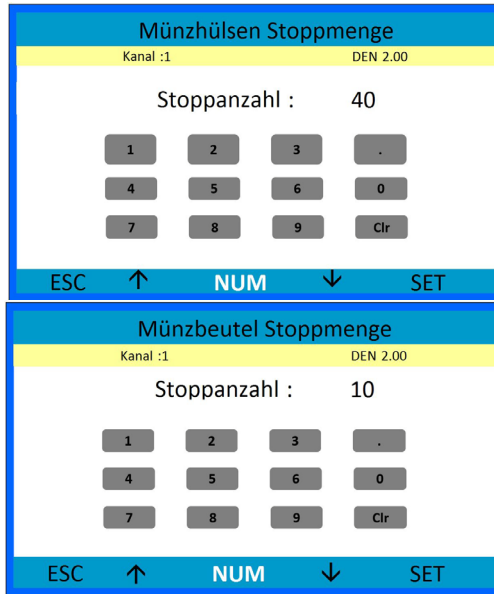 Münzhülsen Stoppmenge
Kanal :1 DEN 2.00
Stoppanzahl : 40
1 2 3 .
4 5 6 0
7 8 9 Clr
ESC ↑ NUM ↓ SET
Münzbeutel Stoppmenge
Kanal :1 DEN 2.00
Stoppanzahl : 10
1 2 3 .
4 5 6 0
7 8 9 Clr
ESC ↑ NUM ↓ SET